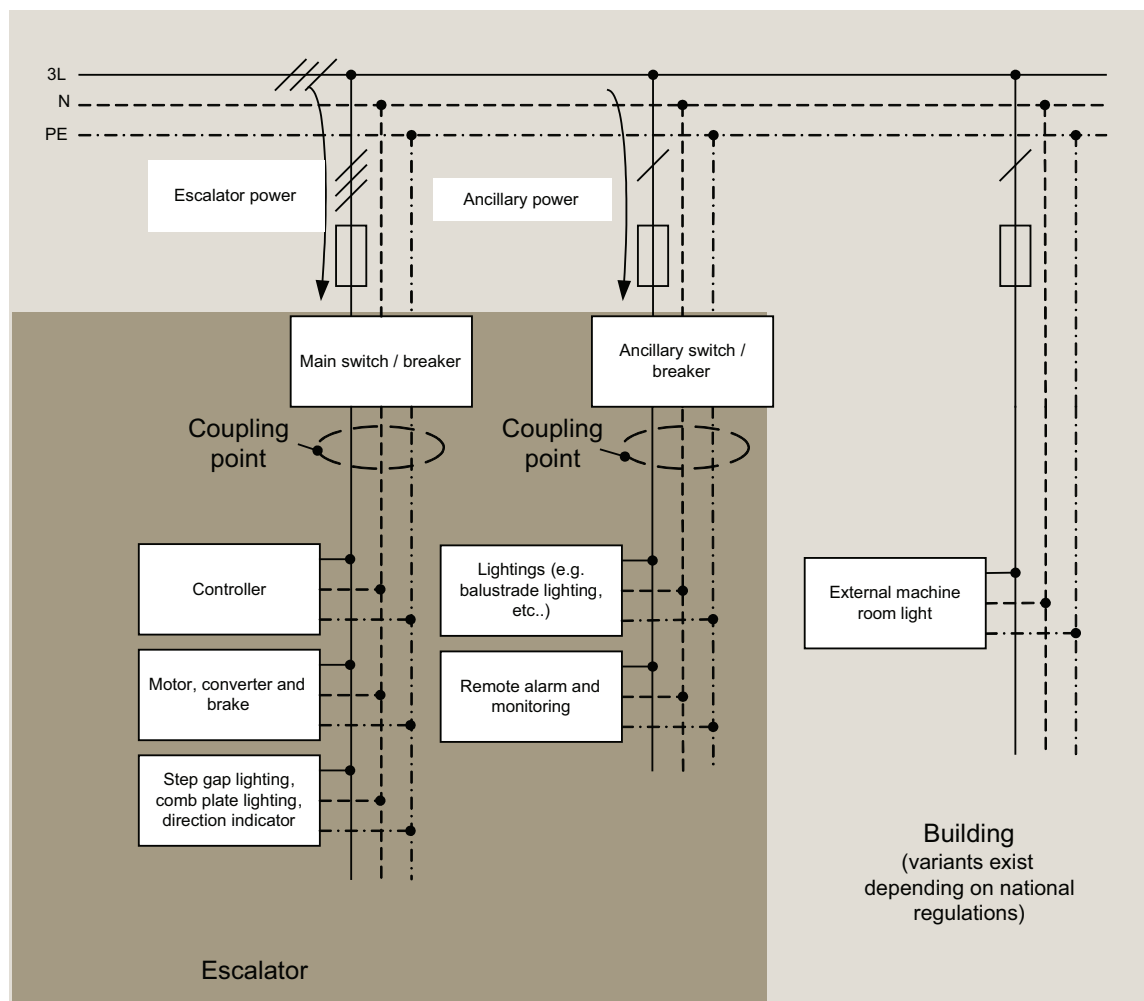 3L
N
PE
Escalator power
Ancillary power
Main switch / breaker
Ancillary switch /
breaker
Coupling
point
Coupling
point
Controller
Lightings (e.g.
balustrade lighting,
etc..)
External machine
room light
Motor, converter and
brake
Remote alarm and
monitoring
Step gap lighting,
comb plate lighting,
direction indicator
Building
(variants exist
depending on national
regulations)
Escalator